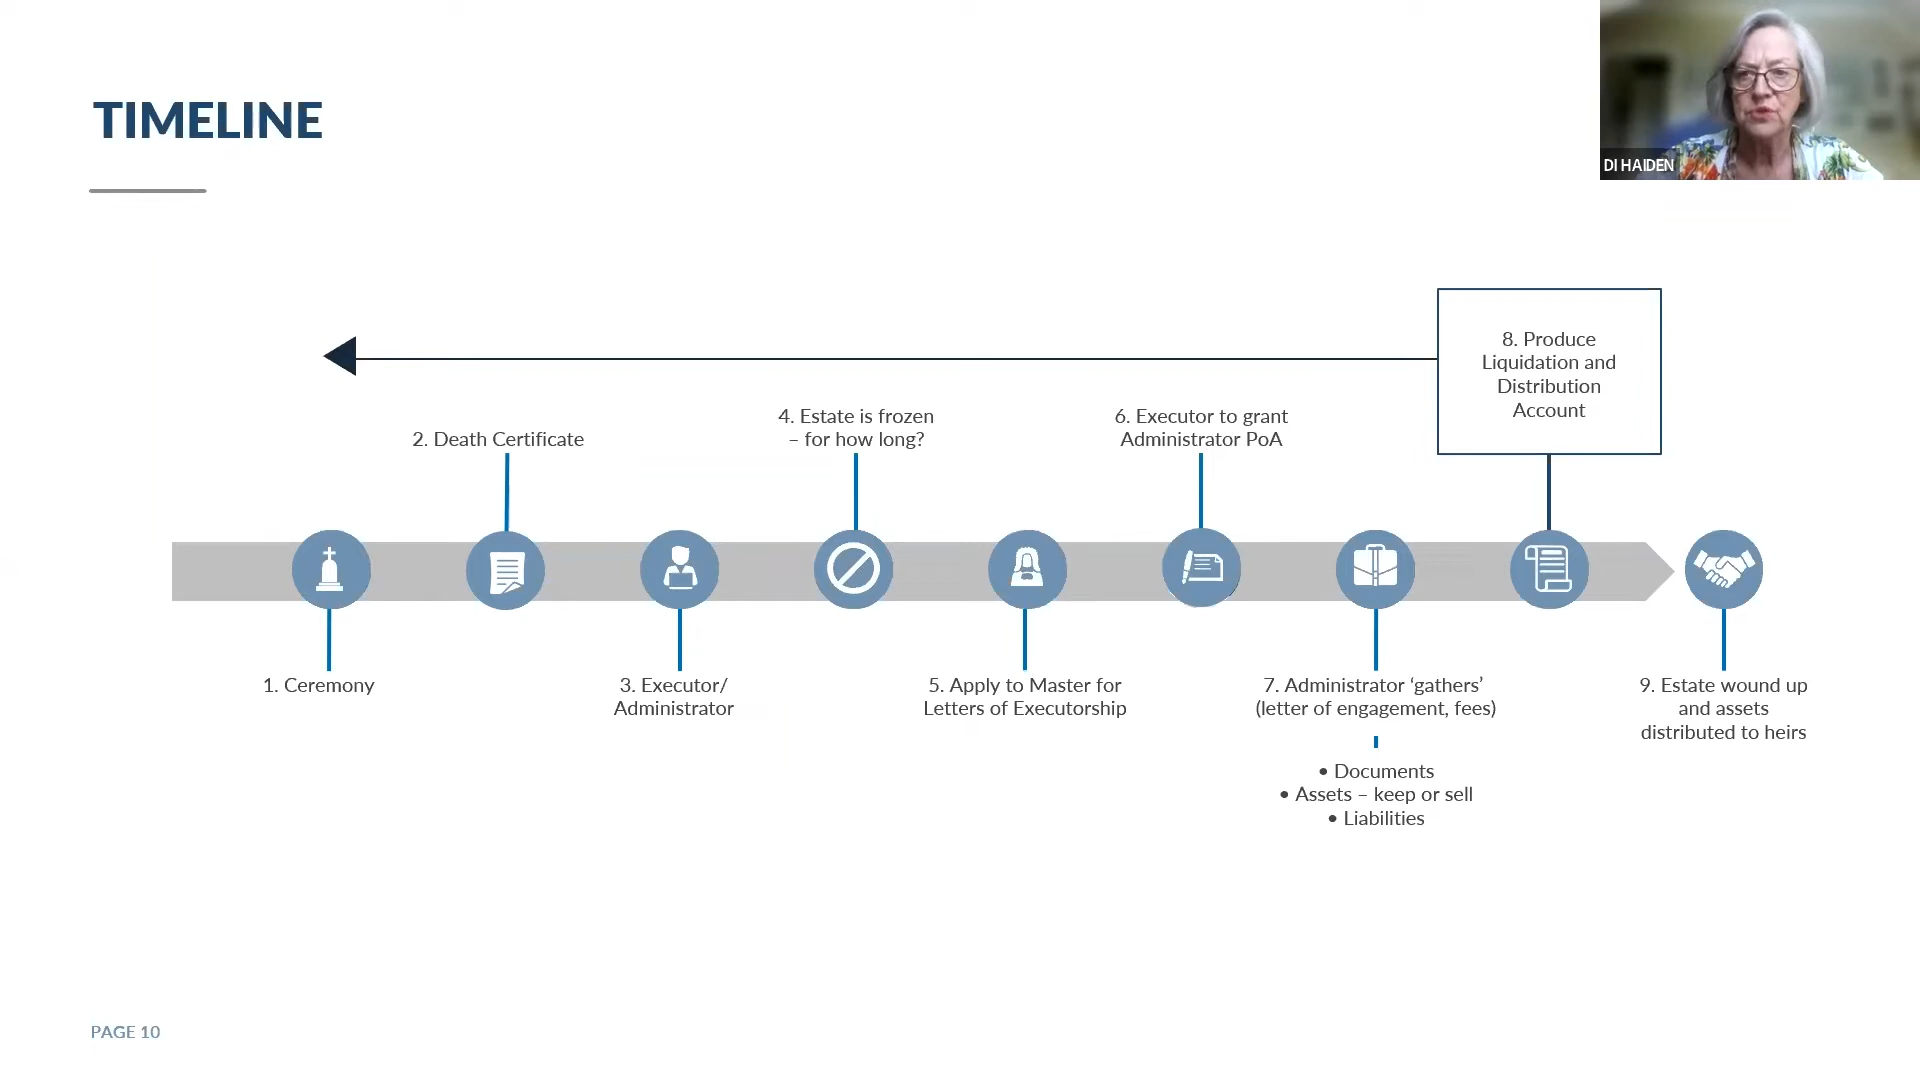 TIMELINE
DI HAIDEN
8. Produce
Liquidation and
Distribution
Account
2. Death Certificate
4. Estate is frozen
– for how long?
6. Executor to grant
Administrator PoA
1. Ceremony
3. Executor/
Administrator
5. Apply to Master for
Letters of Executorship
7. Administrator ‘gathers’
(letter of engagement, fees)
• Documents
• Assets – keep or sell
• Liabilities
9. Estate wound up
and assets
distributed to heirs
PAGE 10